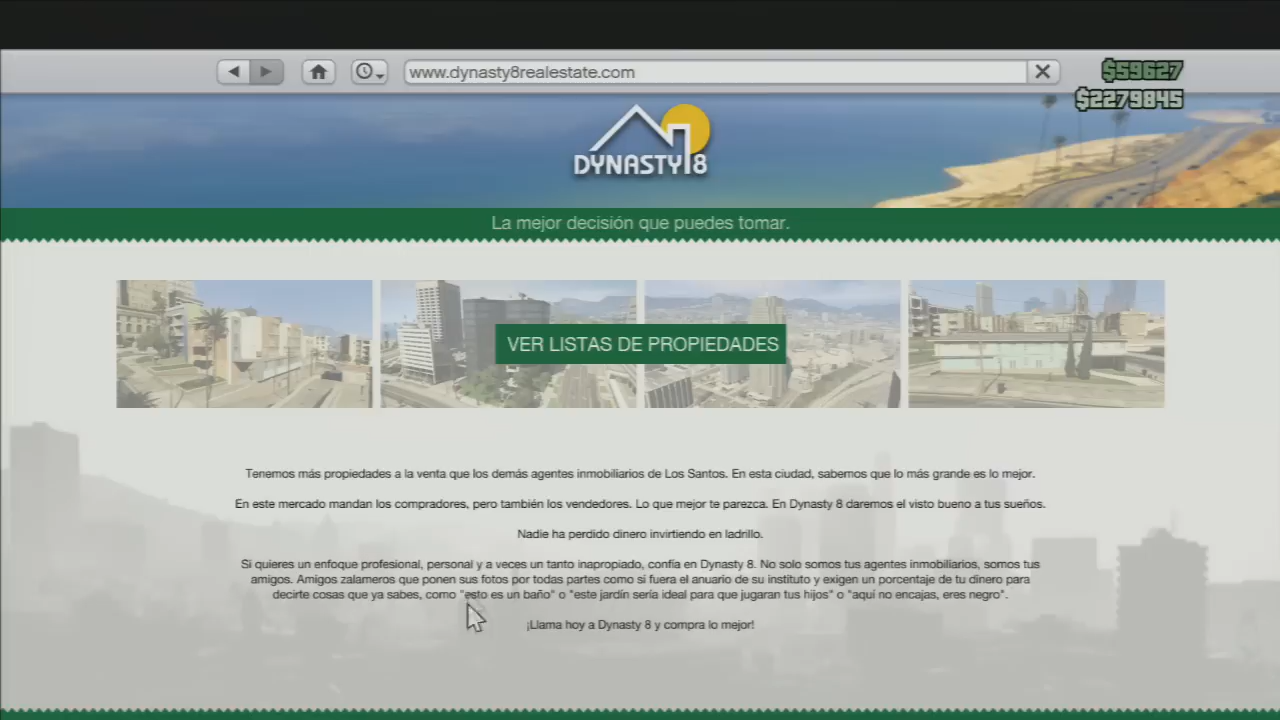 www.dynasty8realestate.com
$59627
$2279845
DYNASTY 8
La mejor decisión que puedes tomar.
VER LISTAS DE PROPIEDADES
Tenemos más propiedades a la venta que los demás agentes inmobiliarios de Los Santos. En esta ciudad, sabemos que lo más grande es lo mejor.
En este mercado mandan los compradores, pero también los vendedores. Lo que mejor te parezca. En Dynasty 8 daremos el visto bueno a tus sueños.
Nadie ha perdido dinero invirtiendo en ladrillo.
Si quieres un enfoque profesional, personal y a veces un tanto inapropiado, confía en Dynasty 8. No solo somos tus agentes inmobiliarios, somos tus
amigos. Amigos zalameros que ponen sus fotos por todas partes como si fuera el anuario de su instituto y exigen un porcentaje de tu dinero para
decirte cosas que ya sabes, como "esto es un baño" o "este jardín sería ideal para que jugaran tus hijos" o "aquí no encajas, eres negro".
¡Llama hoy a Dynasty 8 y compra lo mejor!